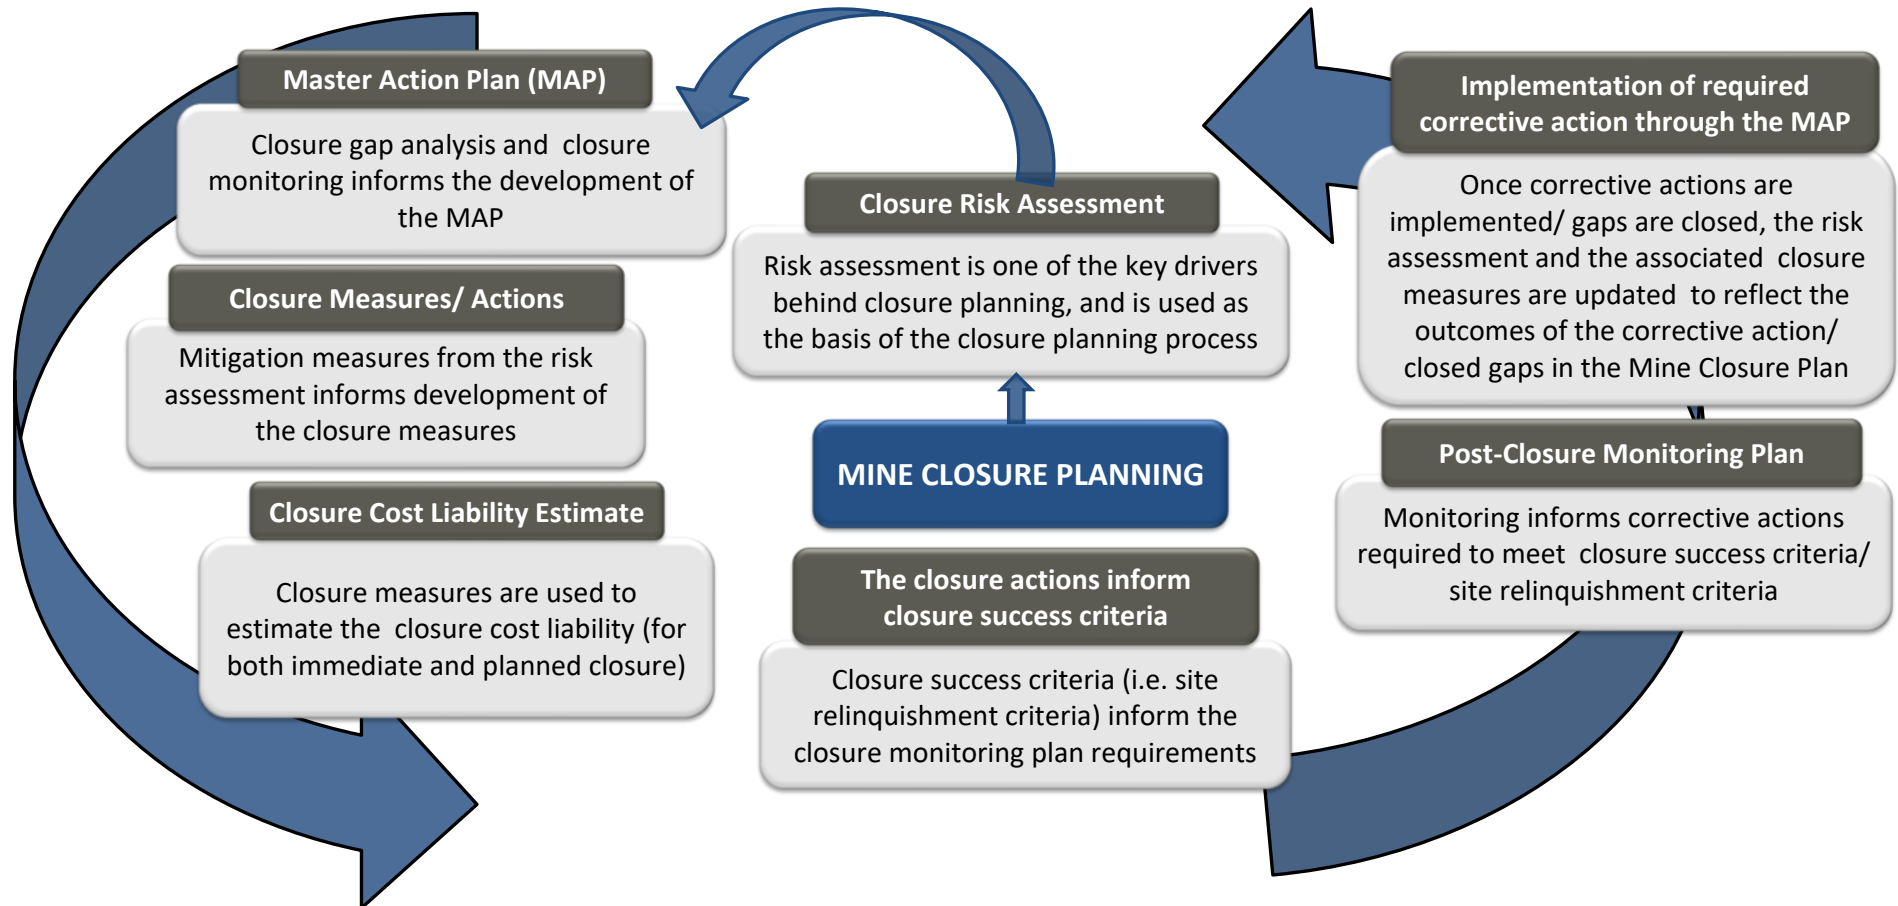 Master Action Plan (MAP)
Closure gap analysis and closure
monitoring informs the development of
the MAP
Closure Measures/ Actions
Mitigation measures from the risk
assessment informs development of
the closure measures
Closure Cost Liability Estimate
Closure measures are used to
estimate the closure cost liability (for
both immediate and planned closure)
Closure Risk Assessment
Risk assessment is one of the key drivers
behind closure planning, and is used as
the basis of the closure planning process
MINE CLOSURE PLANNING
The closure actions inform
closure success criteria
Closure success criteria (i.e. site
relinquishment criteria) inform the
closure monitoring plan requirements
Implementation of required
corrective action through the MAP
Once corrective actions are
implemented/ gaps are closed, the risk
assessment and the associated closure
measures are updated to reflect the
outcomes of the corrective action/
closed gaps in the Mine Closure Plan
Post-Closure Monitoring Plan
Monitoring informs corrective actions
required to meet closure success criteria/
site relinquishment criteria